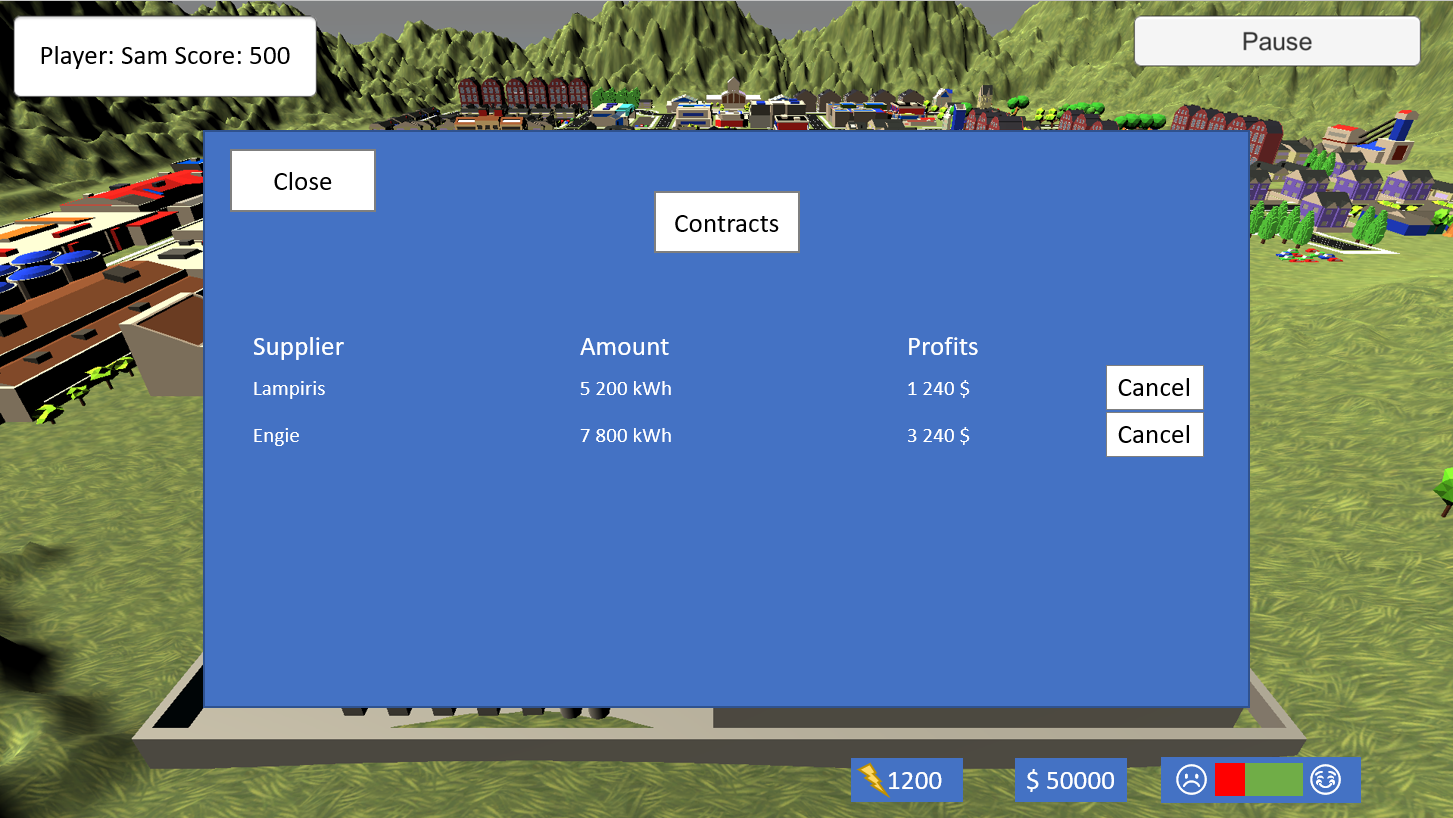 Player: Sam Score: 500
Pause
Close
Contracts
Supplier Amount Profits
Lampiris 5 200 kWh 1 240 $ Cancel
Engie 7 800 kWh 3 240 $ Cancel
1200
$ 50000